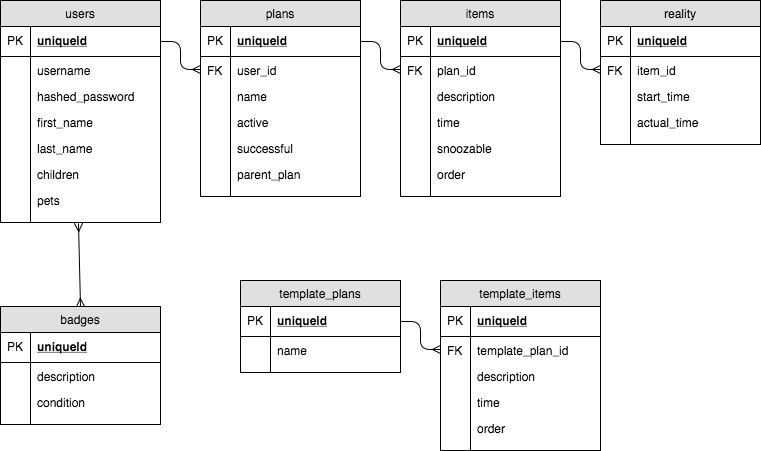 users
PK uniqueId
username
hashed_password
first_name
last_name
children
pets
plans
PK uniqueId
FK user_id
name
active
successful
parent_plan
items
PK uniqueId
FK plan_id
description
time
snoozable
order
reality
PK uniqueId
FK item_id
start_time
actual_time
badges
PK uniqueId
description
condition
template_plans
PK uniqueId
name
template_items
PK uniqueId
FK template_plan_id
description
time
order